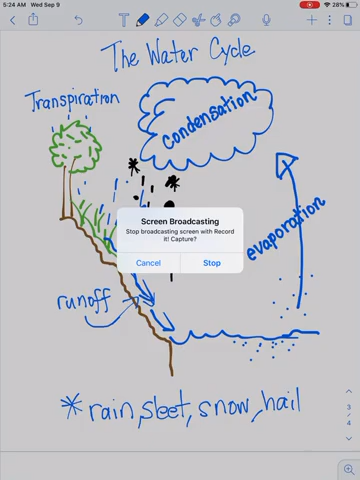 5:24 AM Wed Sep 9
28%
The Water Cycle
Transpiration
condensation
Screen Broadcasting
Stop broadcasting screen with Record
it! Capture?
Cancel
Stop
evaporation
runoff
*rain, sleet, snow, hail
3
4